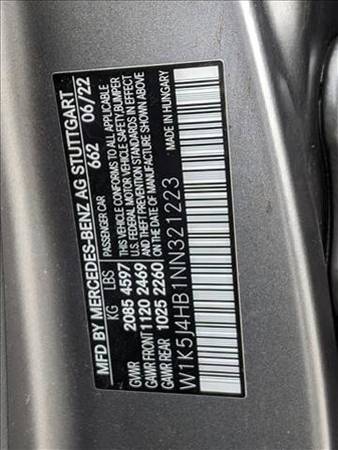 MFD BY MERCEDES-BENZ AG STUTTGART
PASSENGER CAR 662 06/22
KG LBS
GVWR 2085 4597
GAWR FRONT 1120 2469
GAWR REAR 1025 2260
THIS VEHICLE CONFORMS TO ALL APPLICABLE
U.S. FEDERAL MOTOR VEHICLE SAFETY, BUMPER
AND THEFT PREVENTION STANDARDS IN EFFECT
ON THE DATE OF MANUFACTURE SHOWN ABOVE
MADE IN HUNGARY
W1K5J4HB1NN321223